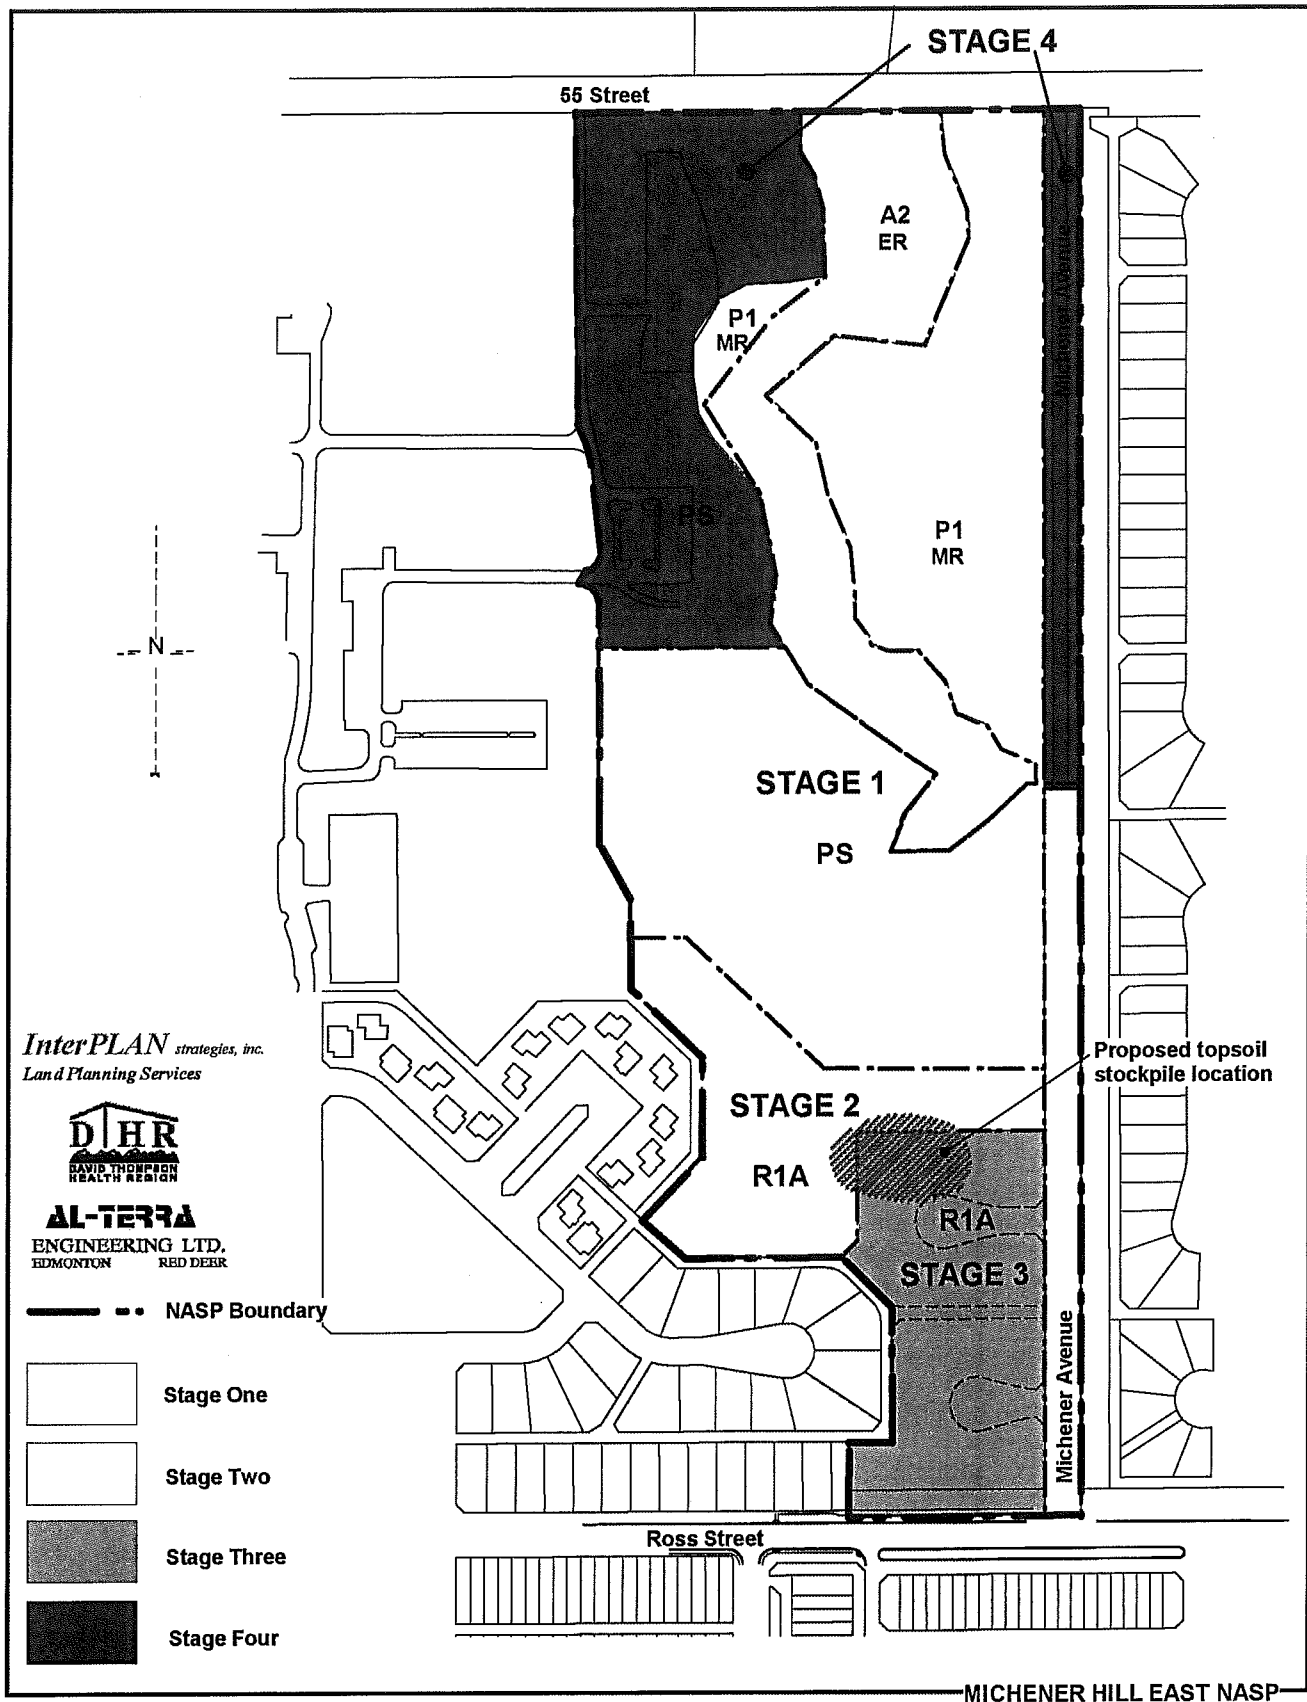 STAGE 4
55 Street
A2
ER
Michener Avenue
P1
MR
PS
P1
MR
N
STAGE 1
PS
InterPLAN strategies, inc.
Land Planning Services
Proposed topsoil
stockpile location
DTHR
DAVID THOMPSON
HEALTH REGION
STAGE 2
R1A
AL-TERRA
ENGINEERING LTD.
EDMONTON RED DEER
R1A
STAGE 3
NASP Boundary
Michener Avenue
Stage One
Stage Two
Stage Three
Stage Four
Ross Street
MICHENER HILL EAST NASP